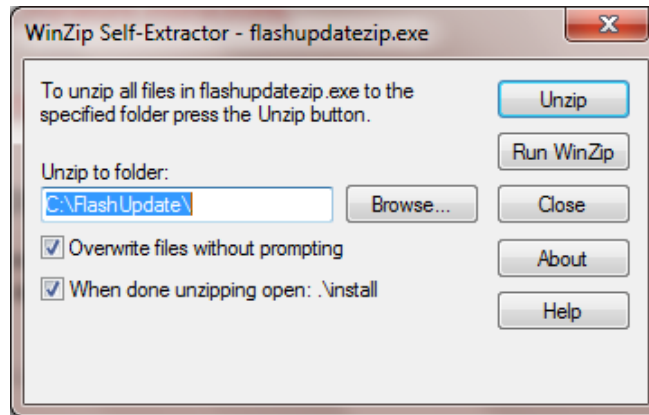 WinZip Self-Extractor - flashupdatezip.exe
To unzip all files in flashupdatezip.exe to the
specified folder press the Unzip button.
Unzip
Run WinZip
Unzip to folder:
C:\FlashUpdate\
Browse...
Close
Overwrite files without prompting
About
When done unzipping open: .\install
Help